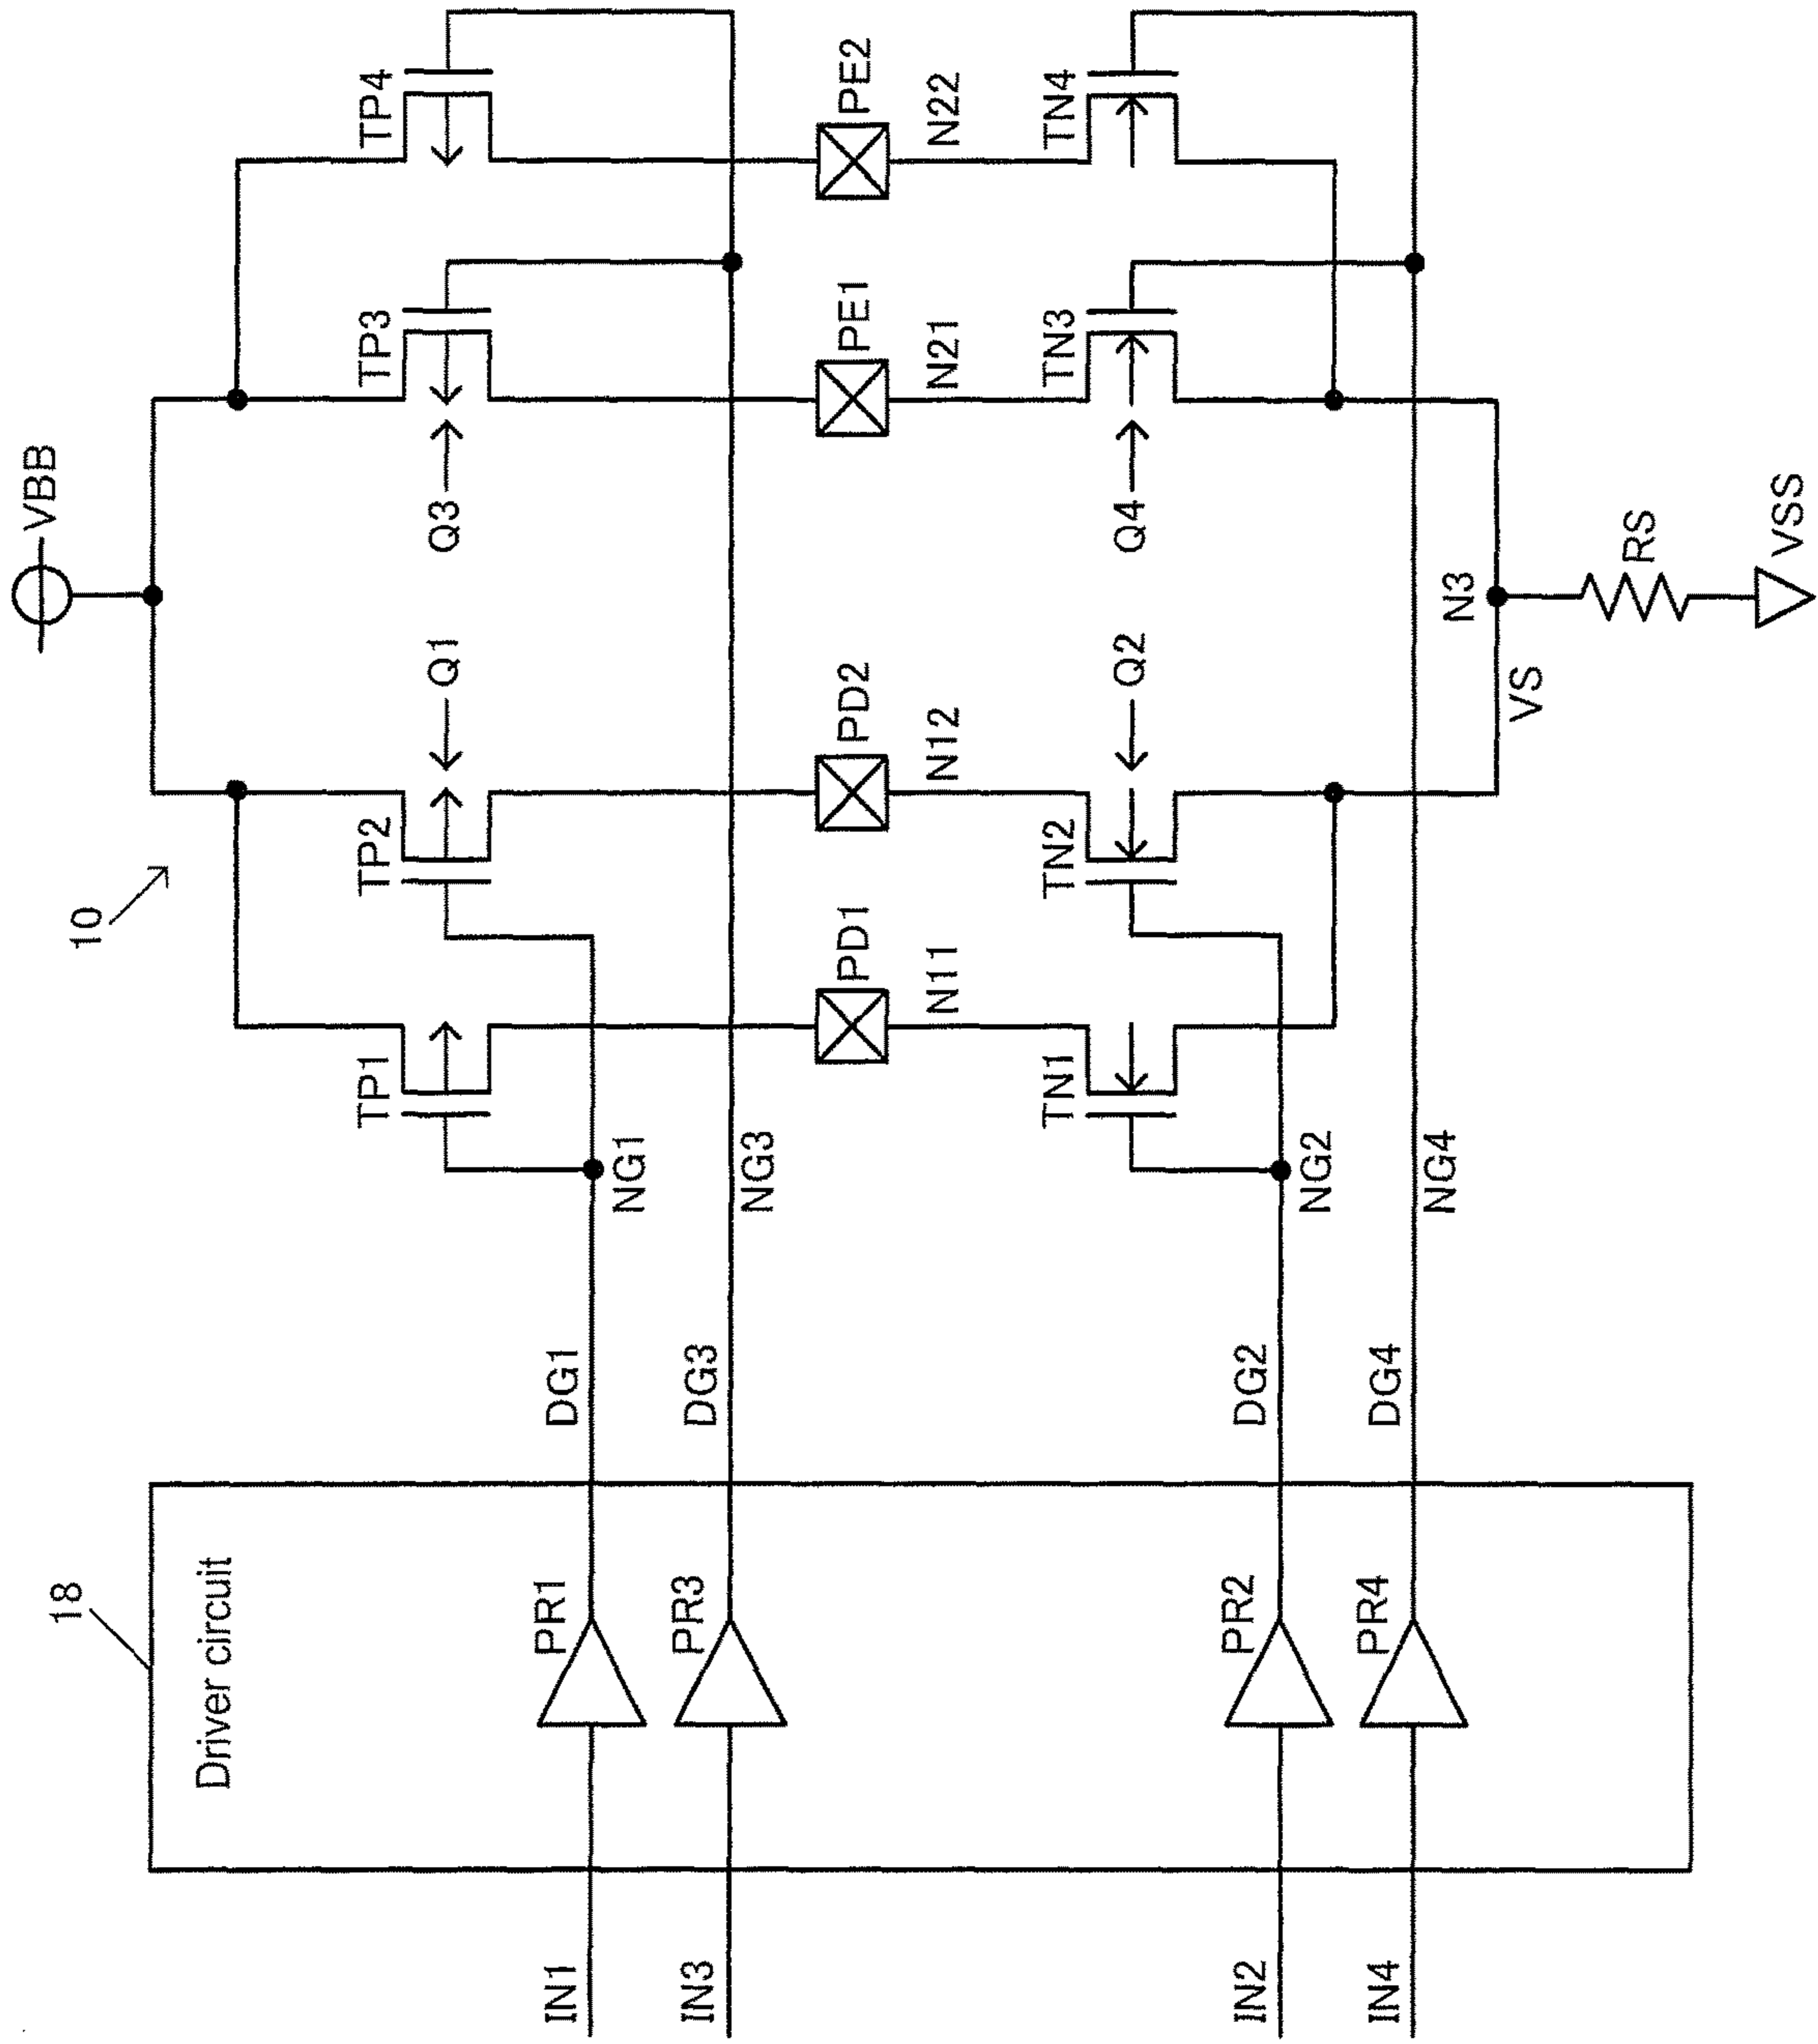 VBB
10
18
Driver circuit
TP1
TP2
TP3
TP4
Q1
Q3
IN1
PR1
DG1
NG1
IN3
PR3
DG3
NG3
PD1
PD2
PE1
PE2
N11
N12
N21
N22
TN1
TN2
TN3
TN4
Q2
Q4
IN2
PR2
DG2
NG2
IN4
PR4
DG4
NG4
N3
VS
RS
VSS